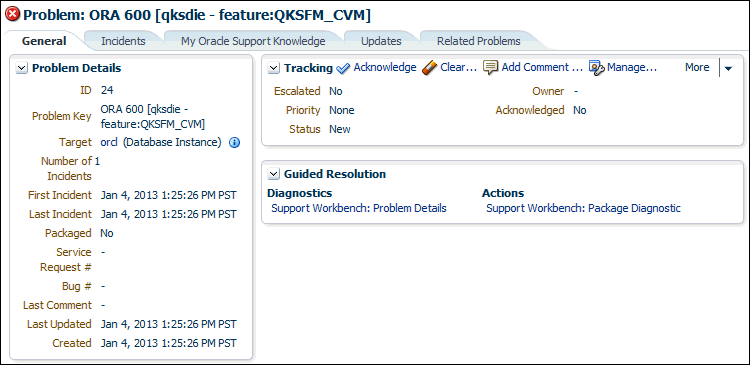 Problem: ORA 600 [qksdie - feature:QKSFM_CVM]
General Incidents My Oracle Support Knowledge Updates Related Problems
Problem Details
ID 24
Problem Key ORA 600 [qksdie -
feature:QKSFM_CVM]
Target orcl (Database Instance)
Number of 1
Incidents
First Incident Jan 4, 2013 1:25:26 PM PST
Last Incident Jan 4, 2013 1:25:26 PM PST
Packaged No
Service -
Request #
Bug # -
Last Comment -
Last Updated Jan 4, 2013 1:25:26 PM PST
Created Jan 4, 2013 1:25:26 PM PST
Tracking Acknowledge Clear... Add Comment ... Manage... More
Escalated No Owner -
Priority None Acknowledged No
Status New
Guided Resolution
Diagnostics Actions
Support Workbench: Problem Details Support Workbench: Package Diagnostic